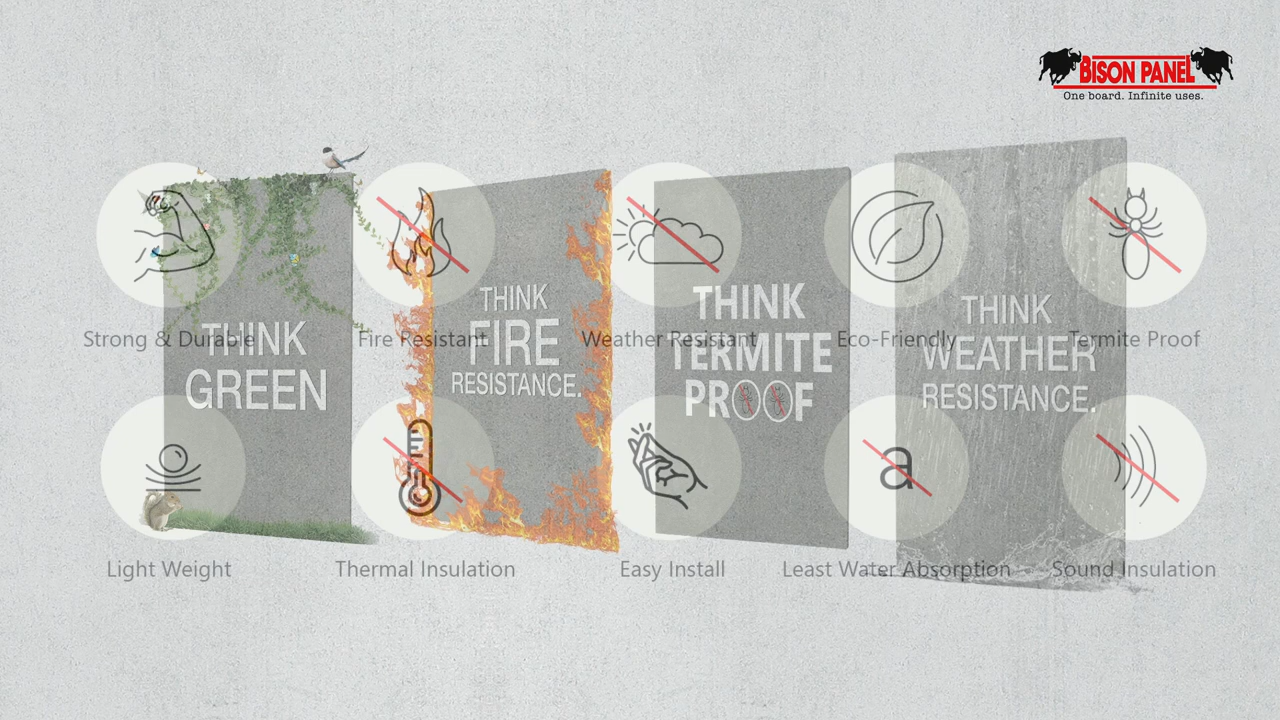 BISON PANEL
One board. Infinite uses.
Strong & Durable
Fire Resistant
Weather Resistant
Eco-Friendly
Termite Proof
THINK
GREEN
THINK
FIRE
RESISTANCE.
THINK
TERMITE
PROOF
THINK
WEATHER
RESISTANCE.
a
Light Weight
Thermal Insulation
Easy Install
Least Water Absorption
Sound Insulation